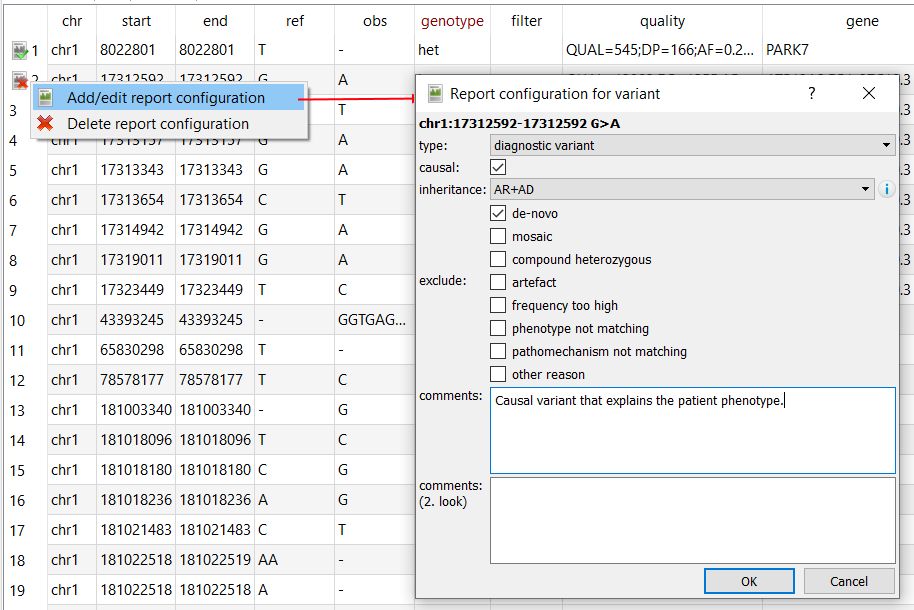 chr start end ref obs genotype filter quality gene
1 chr1 8022801 8022801 T - het QUAL=545;DP=166;AF=0.2... PARK7
2 chr1 17312592 17312592 G A
Add/edit report configuration
Delete report configuration
3 T
4 chr1 17313157 17313157 G A
5 chr1 17313343 17313343 G A
6 chr1 17313654 17313654 C T
7 chr1 17314942 17314942 G A
8 chr1 17319011 17319011 G A
9 chr1 17323449 17323449 T C
10 chr1 43393245 43393245 - GGTGAG...
11 chr1 65830298 65830298 T -
12 chr1 78578177 78578177 T C
13 chr1 181003340 181003340 - G
14 chr1 181018096 181018096 T C
15 chr1 181018180 181018180 C G
16 chr1 181018236 181018236 A G
17 chr1 181021483 181021483 C T
18 chr1 181022518 181022519 AA -
19 chr1 181022518 181022518 A -
Report configuration for variant ?
chr1:17312592-17312592 G>A
type: diagnostic variant
causal:
inheritance: AR+AD
de-novo
mosaic
compound heterozygous
exclude: artefact
frequency too high
phenotype not matching
pathomechanism not matching
other reason
comments: Causal variant that explains the patient phenotype.
comments:
(2. look)
OK Cancel